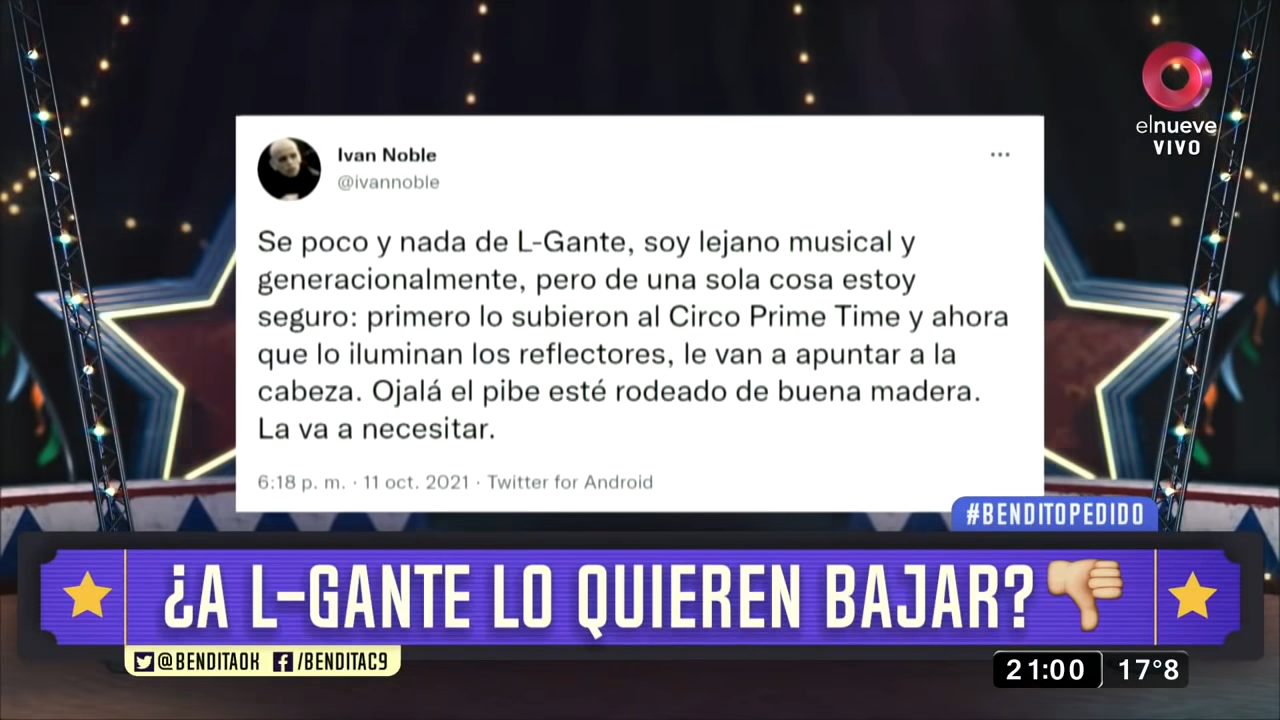 elnueve
VIVO
Ivan Noble
@ivannoble
Se poco y nada de L-Gante, soy lejano musical y
generacionalmente, pero de una sola cosa estoy
seguro: primero lo subieron al Circo Prime Time y ahora
que lo iluminan los reflectores, le van a apuntar a la
cabeza. Ojalá el pibe esté rodeado de buena madera.
La va a necesitar.
6:18 p. m. · 11 oct. 2021 · Twitter for Android
#BENDITOPEDIDO
¿A L-GANTE LO QUIEREN BAJAR?
@BENDITAOK /BENDITAC9
21:00 17°8